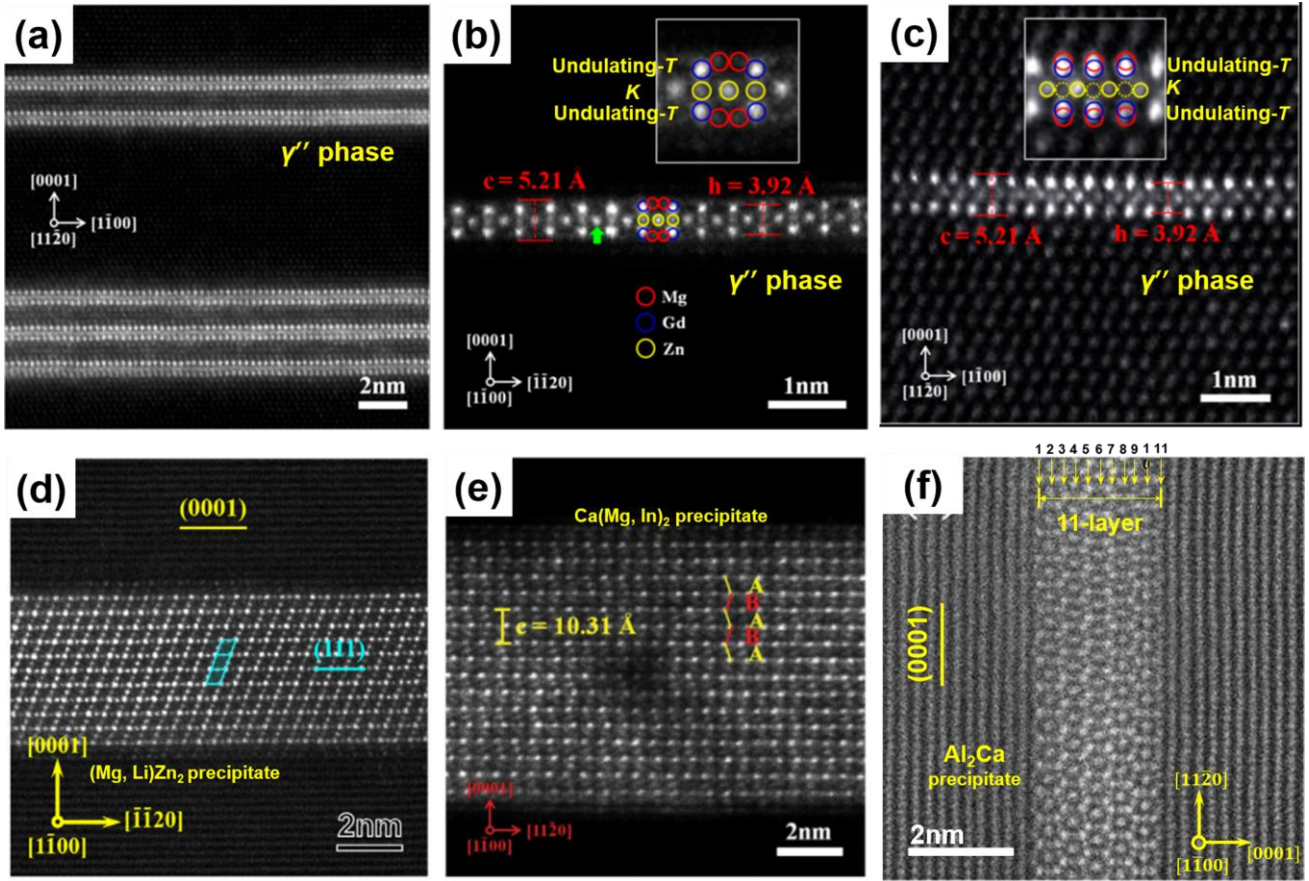 (a)
γ′′ phase
[0001]
[11̄0̄0]
[112̄0]
2nm
(b)
Undulating-T
K
Undulating-T
c = 5.21 Å
h = 3.92 Å
γ′′ phase
Mg
Gd
Zn
[0001]
[1̄1̄20]
[11̄00]
1nm
(c)
Undulating-T
K
Undulating-T
c = 5.21 Å
h = 3.92 Å
γ′′ phase
[0001]
[11̄00]
[112̄0]
1nm
(d)
(0001)
(111)
[0001]
(Mg, Li)Zn₂ precipitate
[1̄1̄20]
[11̄00]
2nm
(e)
Ca(Mg, In)₂ precipitate
A
B
c = 10.31 Å
A
B
A
[0001]
[112̄0]
[11̄00]
2nm
(f)
1 2 3 4 5 6 7 8 9 1 11
11-layer
(0001)
Al₂Ca
precipitate
2nm
[112̄0]
[0001]
[11̄00]